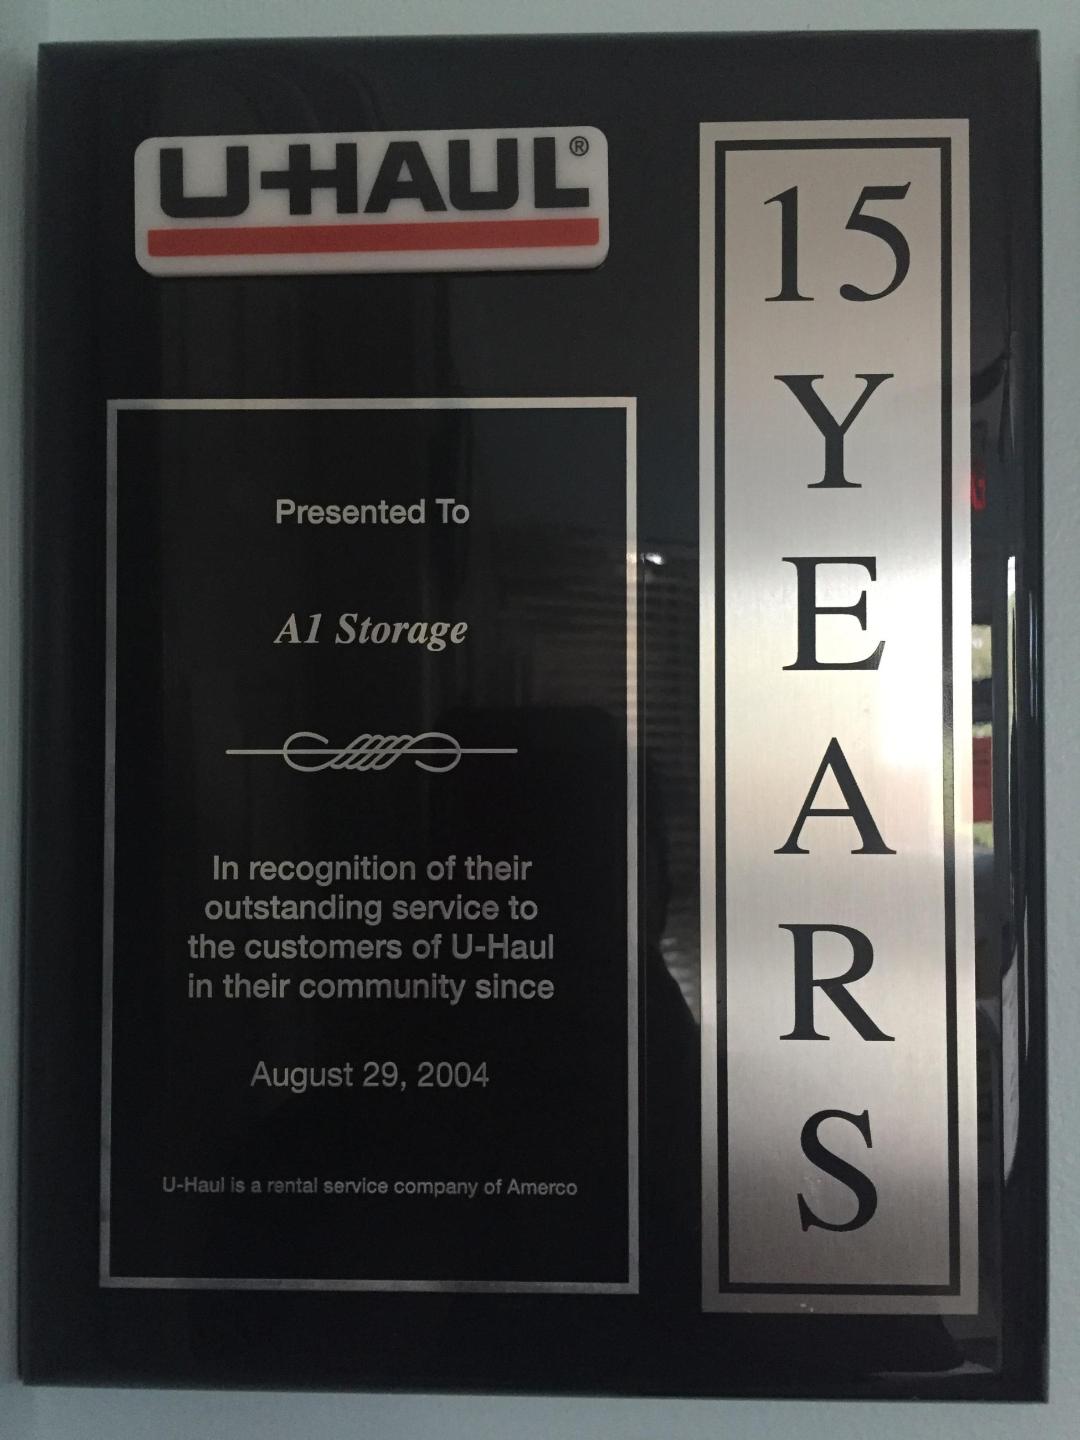 U-HAUL®
Presented To
A1 Storage
In recognition of their
outstanding service to
the customers of U-Haul
in their community since
August 29, 2004
U-Haul is a rental service company of Amerco
15
Y
E
A
R
S